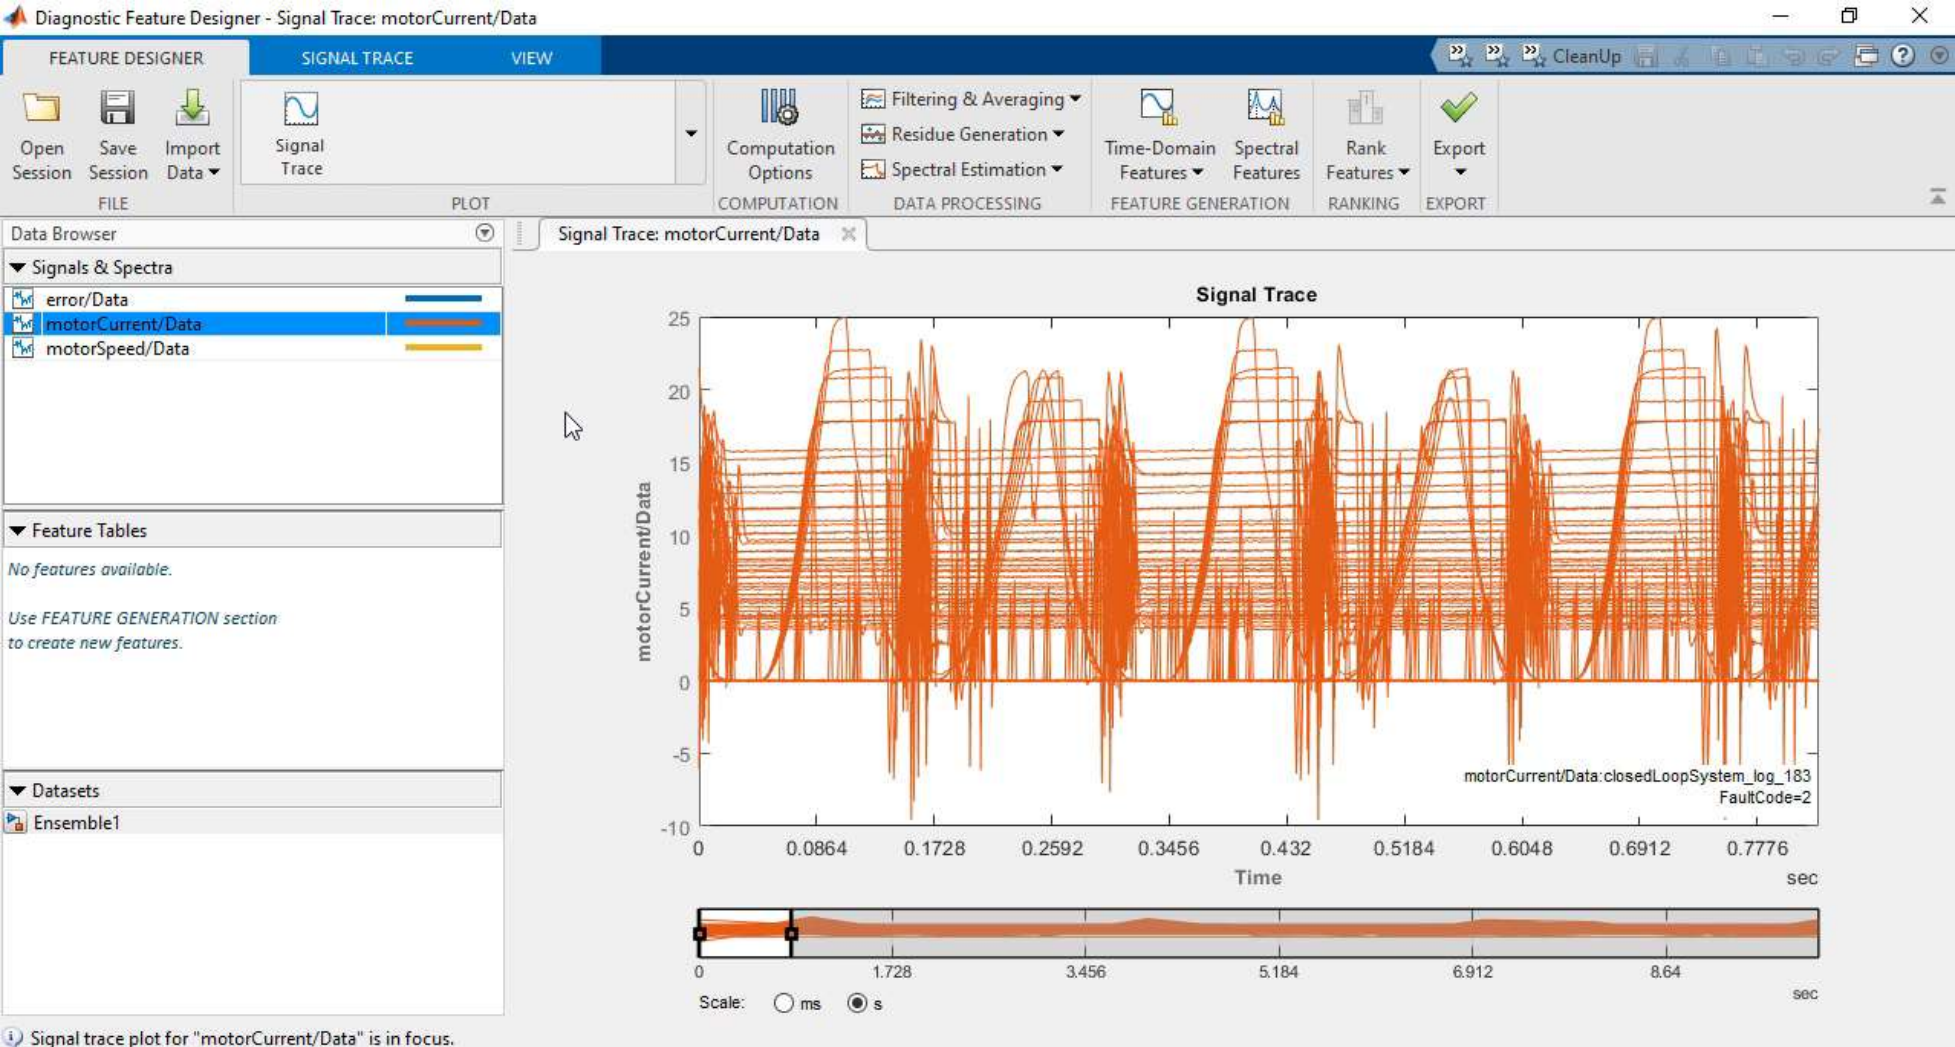 Diagnostic Feature Designer - Signal Trace: motorCurrent/Data
FEATURE DESIGNER SIGNAL TRACE VIEW
CleanUp
Open Session
Save Session
Import Data
FILE
Signal Trace
PLOT
Computation Options
COMPUTATION
Filtering & Averaging
Residue Generation
Spectral Estimation
DATA PROCESSING
Time-Domain Features
Spectral Features
FEATURE GENERATION
Rank Features
RANKING
Export
EXPORT
Data Browser
Signals & Spectra
error/Data
motorCurrent/Data
motorSpeed/Data
Feature Tables
No features available.
Use FEATURE GENERATION section
to create new features.
Datasets
Ensemble1
Signal Trace: motorCurrent/Data
Signal Trace
motorCurrent/Data
25
20
15
10
5
0
-5
-10
motorCurrent/Data:closedLoopSystem_log_183
FaultCode=2
0 0.0864 0.1728 0.2592 0.3456 0.432 0.5184 0.6048 0.6912 0.7776
Time
sec
0 1.728 3.456 5.184 6.912 8.64
sec
Scale: ms s
Signal trace plot for "motorCurrent/Data" is in focus.